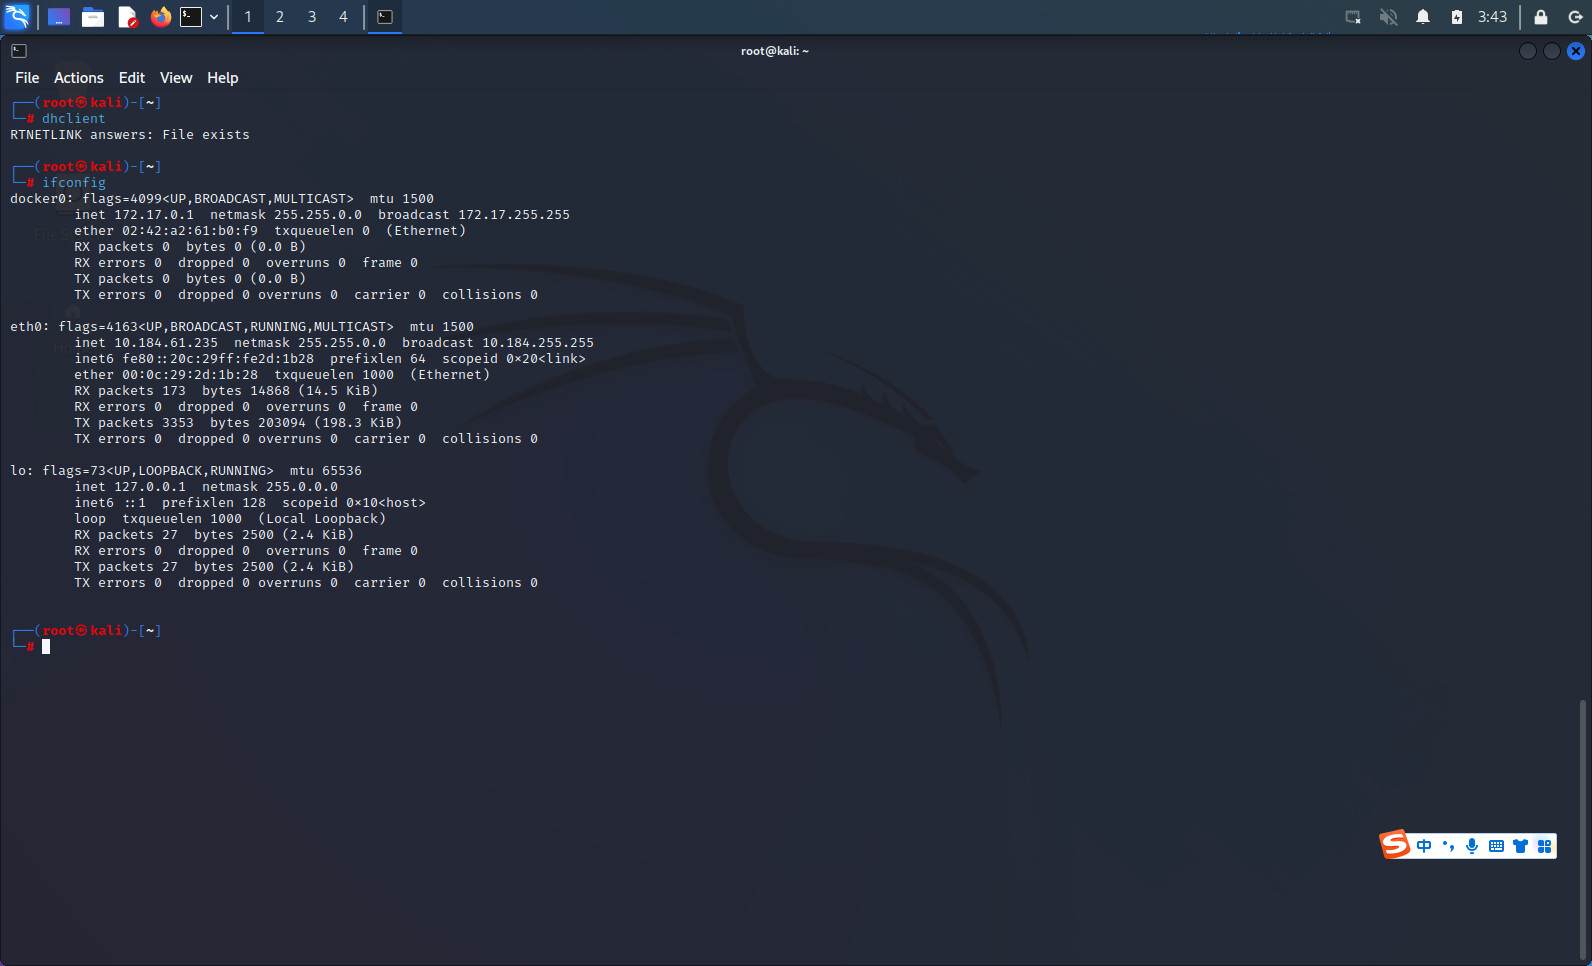 1 2 3 4
3:43
root@kali: ~
File Actions Edit View Help
┌──(root㉿kali)-[~]
└─# dhclient
RTNETLINK answers: File exists
┌──(root㉿kali)-[~]
└─# ifconfig
docker0: flags=4099<UP,BROADCAST,MULTICAST>  mtu 1500
inet 172.17.0.1  netmask 255.255.0.0  broadcast 172.17.255.255
ether 02:42:a2:61:b0:f9  txqueuelen 0  (Ethernet)
RX packets 0  bytes 0 (0.0 B)
RX errors 0  dropped 0  overruns 0  frame 0
TX packets 0  bytes 0 (0.0 B)
TX errors 0  dropped 0 overruns 0  carrier 0  collisions 0
eth0: flags=4163<UP,BROADCAST,RUNNING,MULTICAST>  mtu 1500
inet 10.184.61.235  netmask 255.255.0.0  broadcast 10.184.255.255
inet6 fe80::20c:29ff:fe2d:1b28  prefixlen 64  scopeid 0x20<link>
ether 00:0c:29:2d:1b:28  txqueuelen 1000  (Ethernet)
RX packets 173  bytes 14868 (14.5 KiB)
RX errors 0  dropped 0  overruns 0  frame 0
TX packets 3353  bytes 203094 (198.3 KiB)
TX errors 0  dropped 0 overruns 0  carrier 0  collisions 0
lo: flags=73<UP,LOOPBACK,RUNNING>  mtu 65536
inet 127.0.0.1  netmask 255.0.0.0
inet6 ::1  prefixlen 128  scopeid 0x10<host>
loop  txqueuelen 1000  (Local Loopback)
RX packets 27  bytes 2500 (2.4 KiB)
RX errors 0  dropped 0  overruns 0  frame 0
TX packets 27  bytes 2500 (2.4 KiB)
TX errors 0  dropped 0 overruns 0  carrier 0  collisions 0
┌──(root㉿kali)-[~]
└─#
中